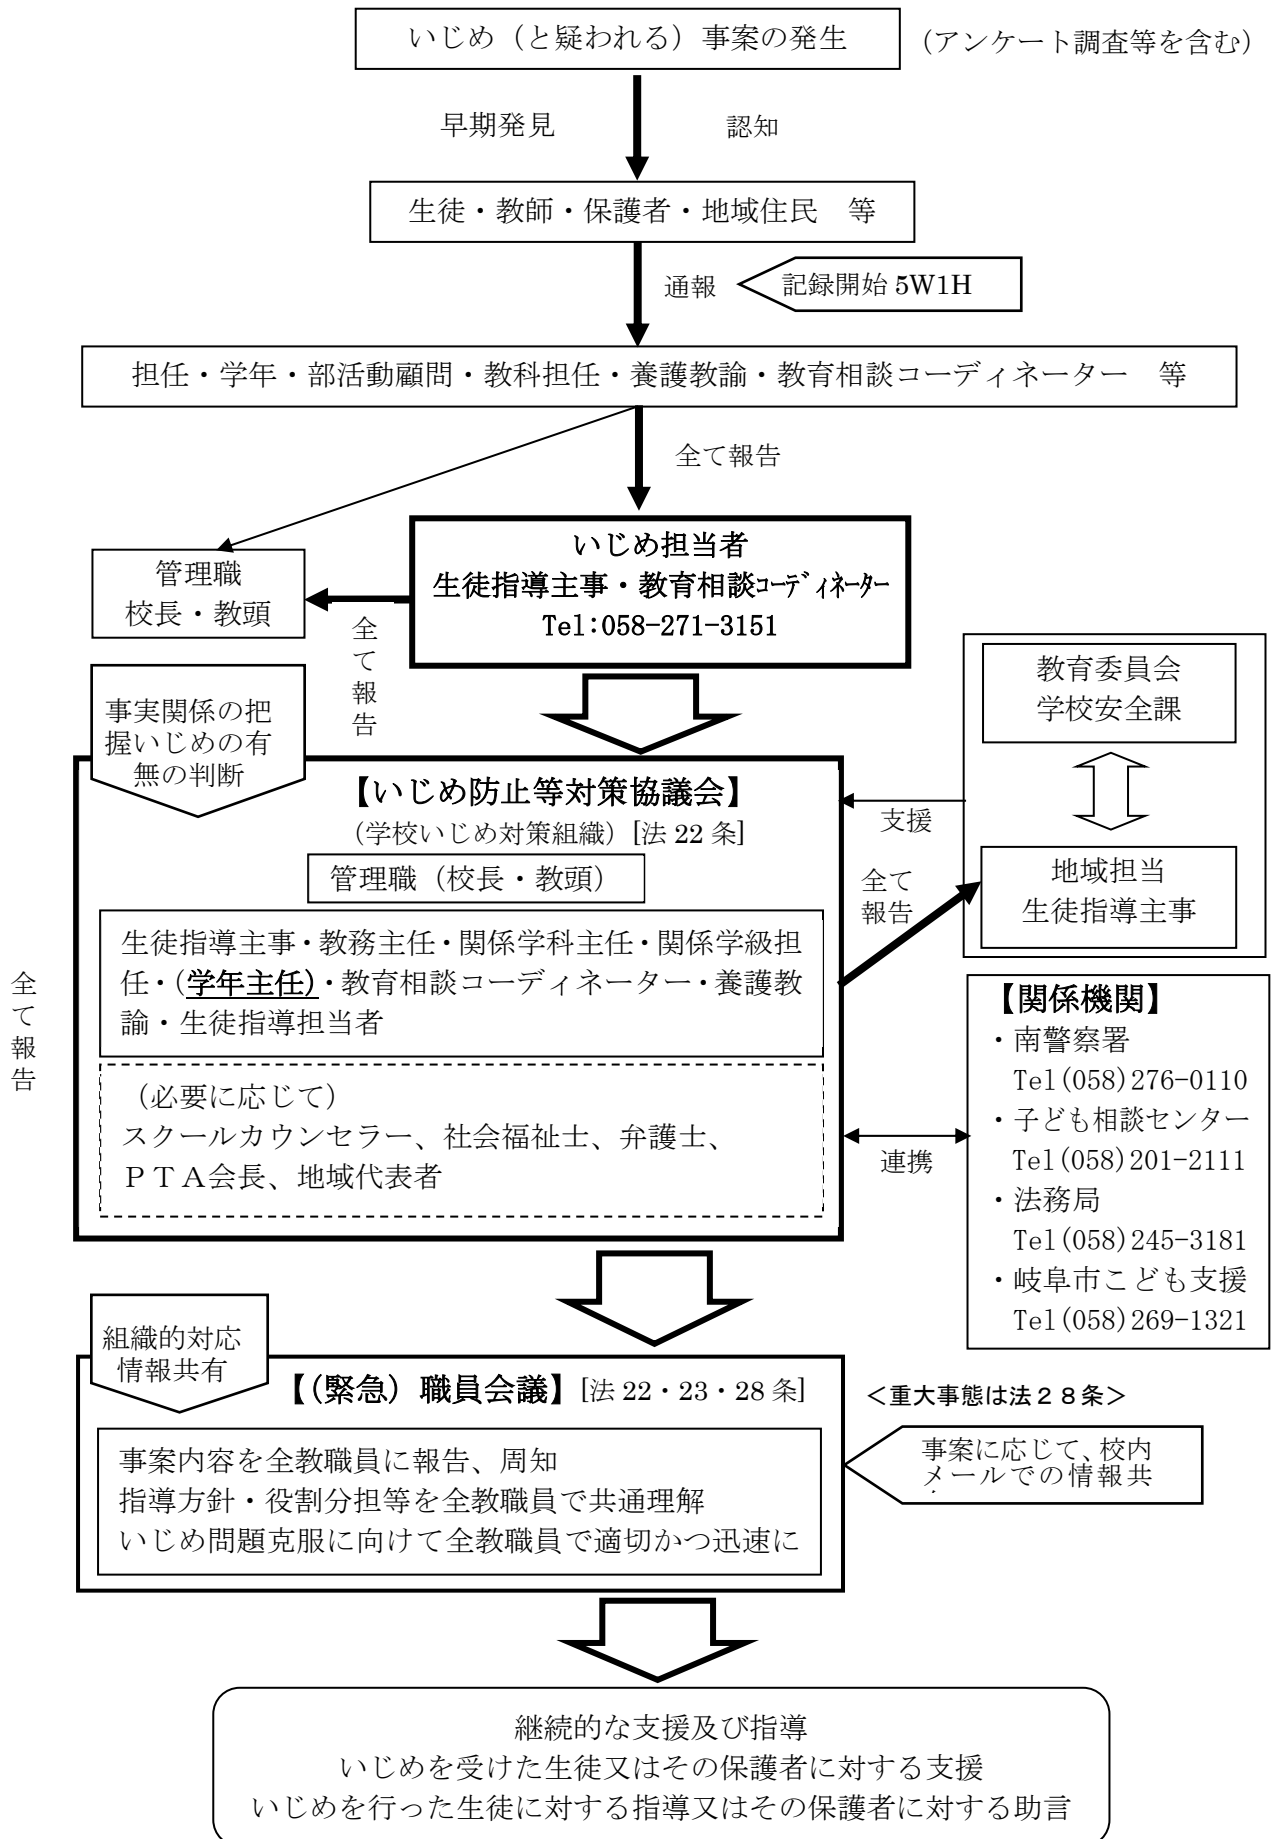 いじめ（と疑われる）事案の発生
（アンケート調査等を含む）
早期発見
認知
生徒・教師・保護者・地域住民　等
通報
記録開始 5W1H
担任・学年・部活動顧問・教科担任・養護教諭・教育相談コーディネーター　等
全て報告
いじめ担当者
生徒指導主事・教育相談ｺｰﾃﾞｨﾈｰﾀｰ
Tel:058-271-3151
管理職
校長・教頭
全て報告
事実関係の把
握いじめの有
無の判断
教育委員会
学校安全課
地域担当
生徒指導主事
支援
全て
報告
【いじめ防止等対策協議会】
（学校いじめ対策組織）[法 22 条]
管理職（校長・教頭）
生徒指導主事・教務主任・関係学科主任・関係学級担
任・(学年主任)・教育相談コーディネーター・養護教
諭・生徒指導担当者
（必要に応じて）
スクールカウンセラー、社会福祉士、弁護士、
ＰＴＡ会長、地域代表者
全て報告
連携
【関係機関】
・南警察署
Tel(058)276-0110
・子ども相談センター
Tel(058)201-2111
・法務局
Tel(058)245-3181
・岐阜市こども支援
Tel(058)269-1321
組織的対応
情報共有
【(緊急）職員会議】[法 22・23・28 条]
＜重大事態は法２８条＞
事案に応じて、校内
メールでの情報共
事案内容を全教職員に報告、周知
指導方針・役割分担等を全教職員で共通理解
いじめ問題克服に向けて全教職員で適切かつ迅速に
継続的な支援及び指導
いじめを受けた生徒又はその保護者に対する支援
いじめを行った生徒に対する指導又はその保護者に対する助言